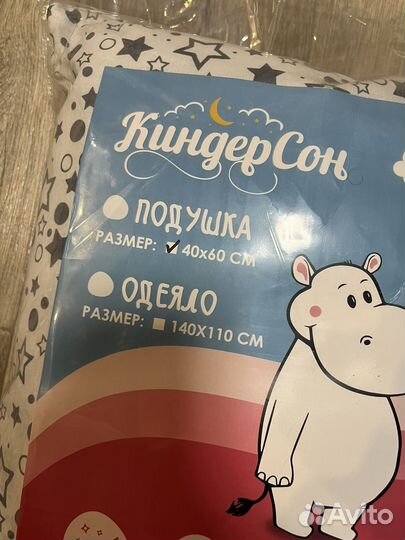 КиндерСон
ПОДУШКА
РАЗМЕР: 40х60 СМ
ОДЕЯЛО
РАЗМЕР: 140Х110 СМ
Avito